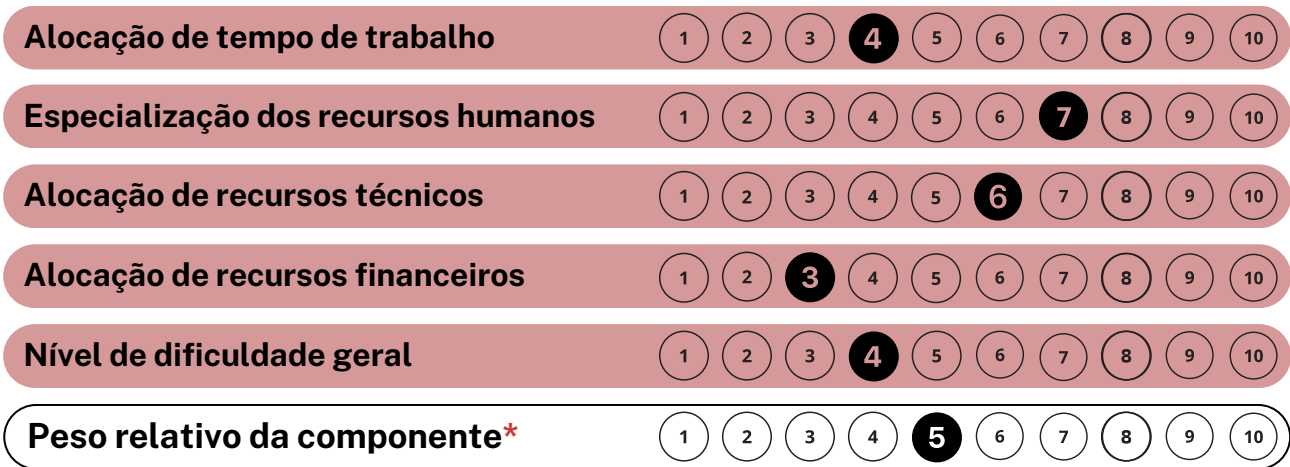 Alocação de tempo de trabalho 1 2 3 4 5 6 7 8 9 10
Especialização dos recursos humanos 1 2 3 4 5 6 7 8 9 10
Alocação de recursos técnicos 1 2 3 4 5 6 7 8 9 10
Alocação de recursos financeiros 1 2 3 4 5 6 7 8 9 10
Nível de dificuldade geral 1 2 3 4 5 6 7 8 9 10
Peso relativo da componente* 1 2 3 4 5 6 7 8 9 10